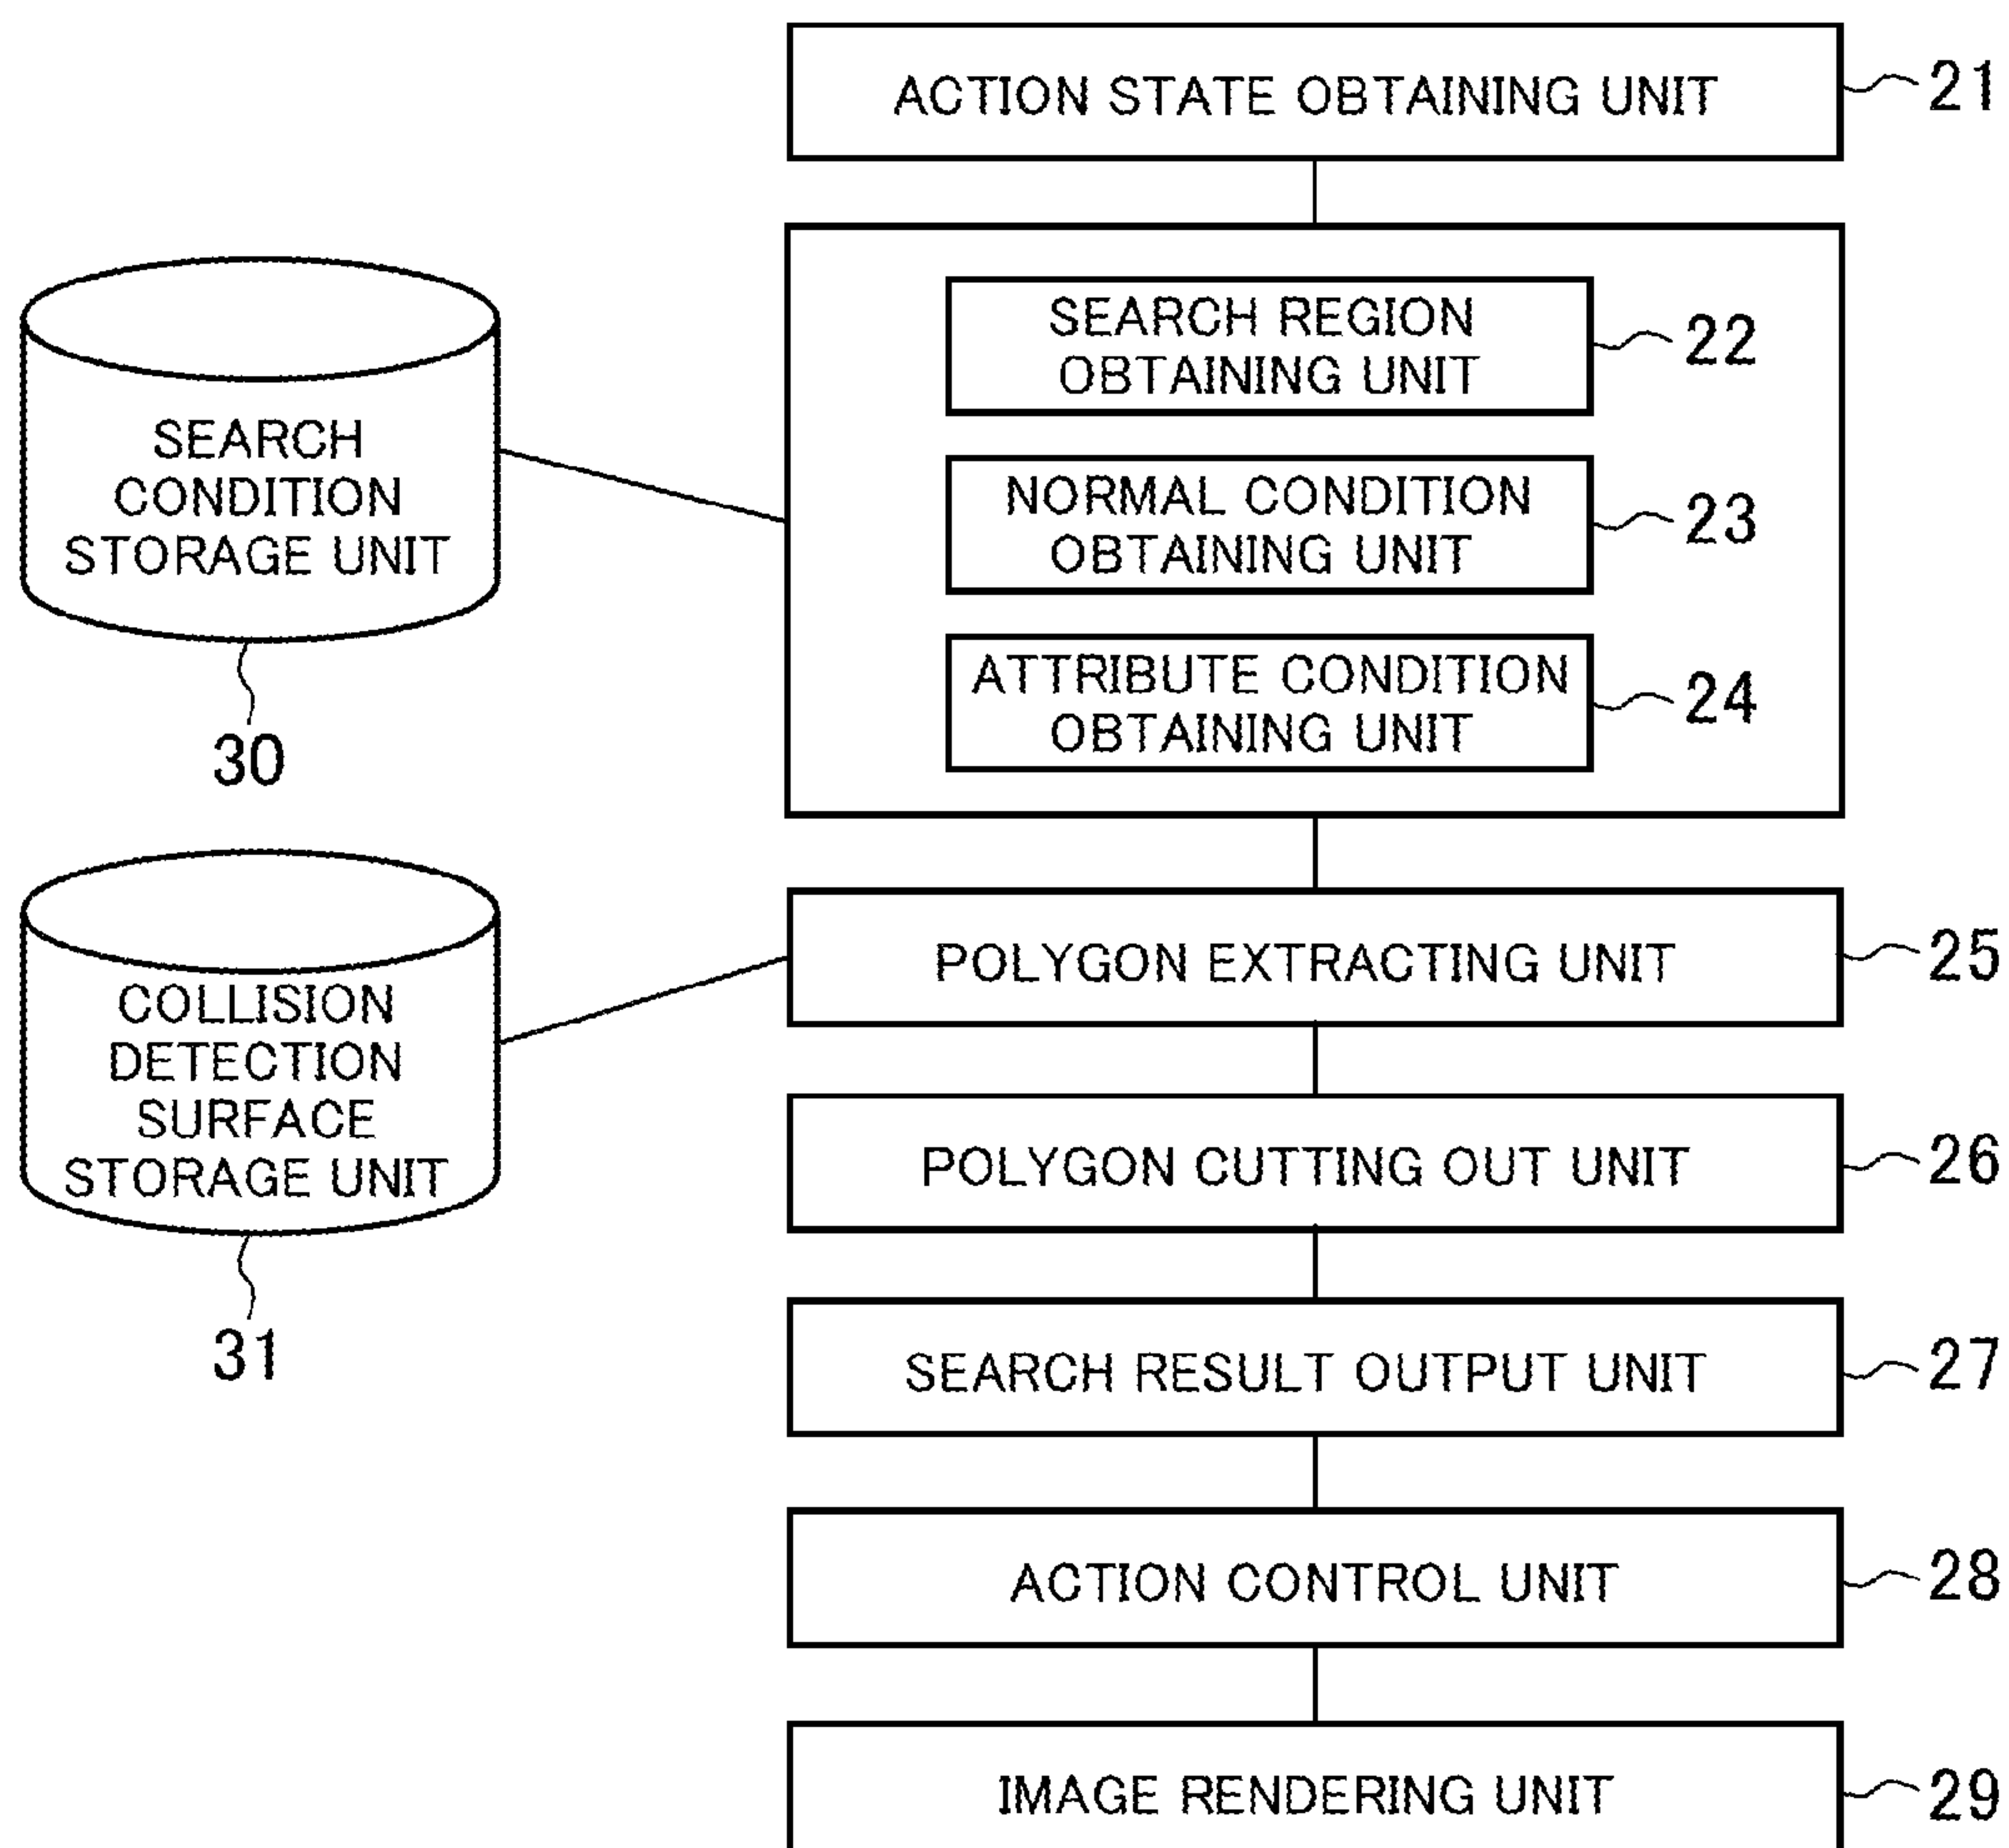 ACTION STATE OBTAINING UNIT
21
SEARCH REGION
OBTAINING UNIT
22
NORMAL CONDITION
OBTAINING UNIT
23
ATTRIBUTE CONDITION
OBTAINING UNIT
24
SEARCH
CONDITION
STORAGE UNIT
30
POLYGON EXTRACTING UNIT
25
COLLISION
DETECTION
SURFACE
STORAGE UNIT
31
POLYGON CUTTING OUT UNIT
26
SEARCH RESULT OUTPUT UNIT
27
ACTION CONTROL UNIT
28
IMAGE RENDERING UNIT
29